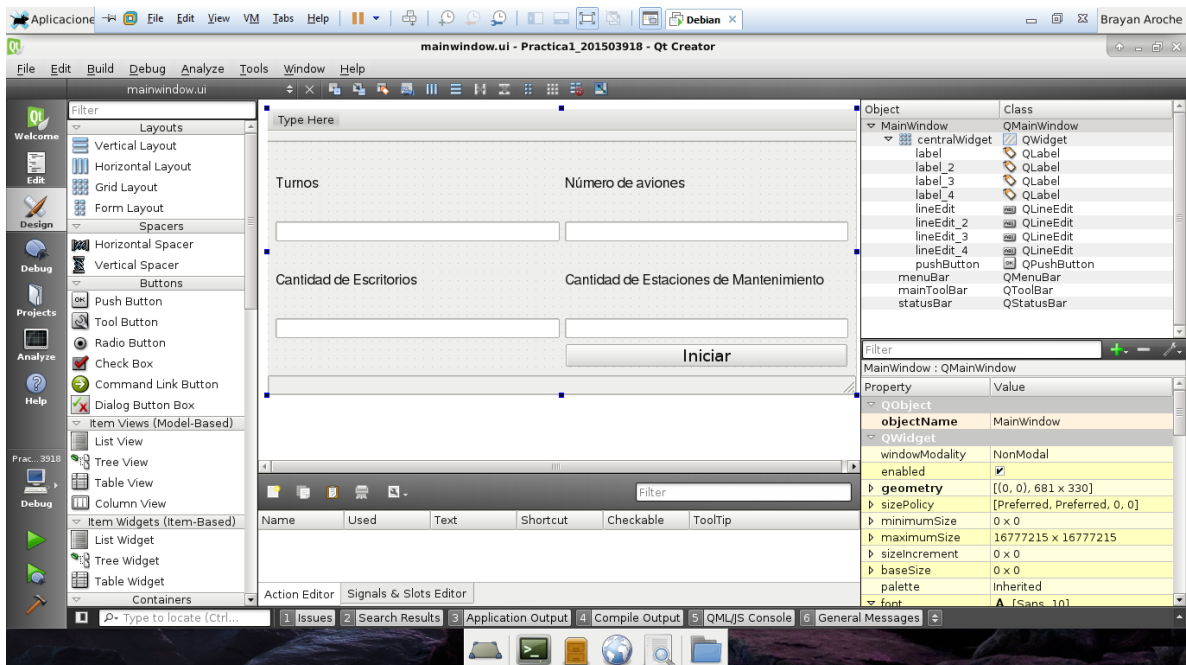 Aplicacione File Edit View VM Tabs Help Debian Brayan Aroche
mainwindow.ui - Practica1_201503918 - Qt Creator
File Edit Build Debug Analyze Tools Window Help
mainwindow.ui
Welcome
Edit
Design
Debug
Projects
Analyze
Help
Prac...3918
Debug
Filter
Layouts
Vertical Layout
Horizontal Layout
Grid Layout
Form Layout
Spacers
Horizontal Spacer
Vertical Spacer
Buttons
Push Button
Tool Button
Radio Button
Check Box
Command Link Button
Dialog Button Box
Item Views (Model-Based)
List View
Tree View
Table View
Column View
Item Widgets (Item-Based)
List Widget
Tree Widget
Table Widget
Containers
Type Here
Turnos Número de aviones
Cantidad de Escritorios Cantidad de Estaciones de Mantenimiento
Iniciar
Filter
Name Used Text Shortcut Checkable ToolTip
Action Editor Signals & Slots Editor
Object Class
MainWindow QMainWindow
centralWidget QWidget
label QLabel
label_2 QLabel
label_3 QLabel
label_4 QLabel
lineEdit QLineEdit
lineEdit_2 QLineEdit
lineEdit_3 QLineEdit
lineEdit_4 QLineEdit
pushButton QPushButton
menuBar QMenuBar
mainToolBar QToolBar
statusBar QStatusBar
Filter
MainWindow : QMainWindow
Property Value
QObject
objectName MainWindow
QWidget
windowModality NonModal
enabled
geometry [(0, 0), 681 x 330]
sizePolicy [Preferred, Preferred, 0, 0]
minimumSize 0 x 0
maximumSize 16777215 x 16777215
sizeIncrement 0 x 0
baseSize 0 x 0
palette Inherited
font A [Sans, 10]
Type to locate (Ctrl... 1 Issues 2 Search Results 3 Application Output 4 Compile Output 5 QML/JS Console 6 General Messages